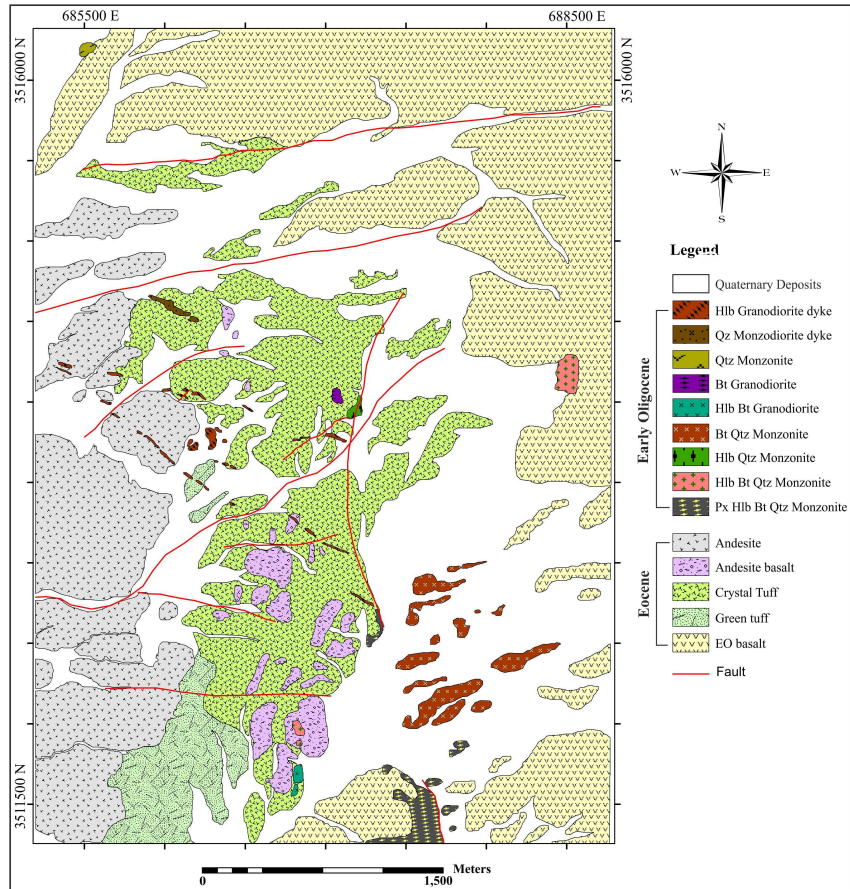 685500 E
688500 E
3516000 N
3516000 N
N
W
E
S
Legend
Quaternary Deposits
Early Oligocene
Hlb Granodiorite dyke
Qz Monzodiorite dyke
Qtz Monzonite
Bt Granodiorite
Hlb Bt Granodiorite
Bt Qtz Monzonite
Hlb Qtz Monzonite
Hlb Bt Qtz Monzonite
Px Hlb Bt Qtz Monzonite
Eocene
Andesite
Andesite basalt
Crystal Tuff
Green tuff
EO basalt
Fault
3511500 N
3511500 N
Meters
0
1,500